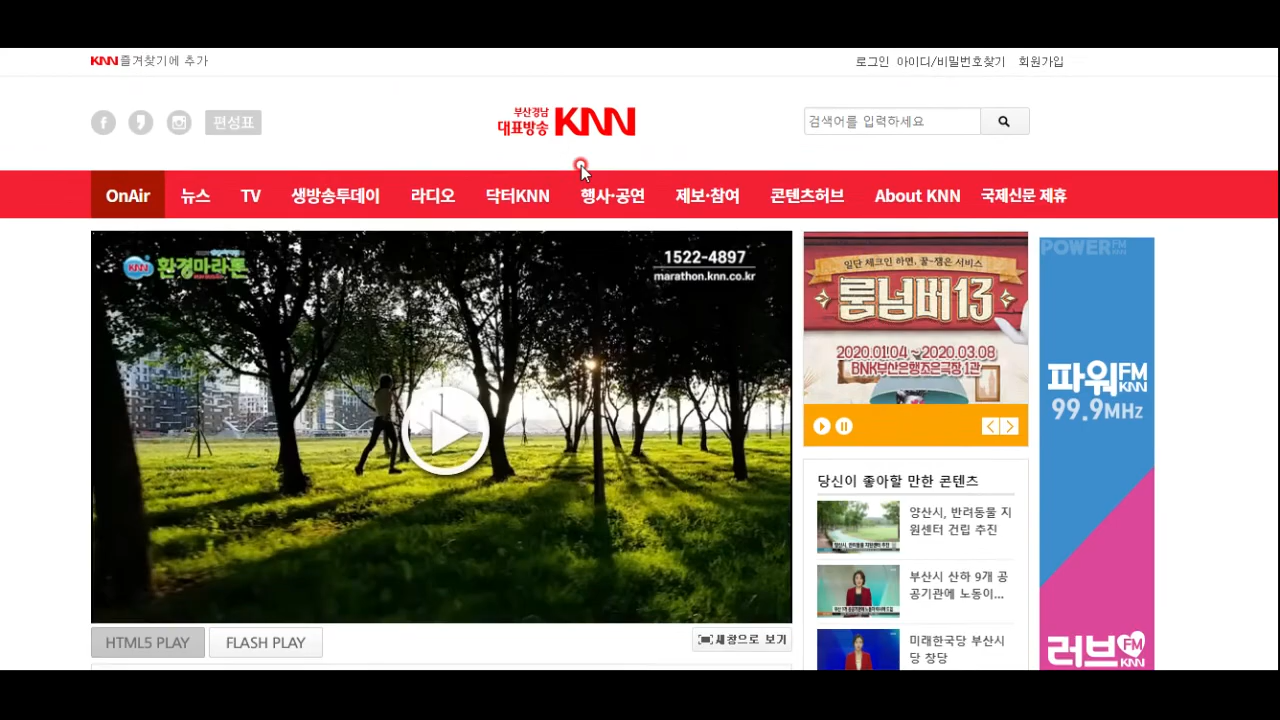 KNN 즐겨찾기에 추가
로그인 아이디/비밀번호찾기 회원가입
편성표
부산경남
대표방송 KNN
검색어를 입력하세요
OnAir 뉴스 TV 생방송투데이 라디오 닥터KNN 행사·공연 제보·참여 콘텐츠허브 About KNN 국제신문 제휴
KNN 환경마라톤
1522-4897
marathon.knn.co.kr
일단 체크인 하면, 꿀-잼은 서비스
룸넘버13
2020.01.04 ~ 2020.03.08
BNK부산은행조은극장 1관
POWER FM KNN
파워FM KNN
99.9MHz
당신이 좋아할 만한 콘텐츠
양산시, 반려동물 지
원센터 건립 추진
부산시 산하 9개 공
공기관에 노동이...
미래한국당 부산시
당 창당
러브FM KNN
HTML5 PLAY FLASH PLAY 새창으로 보기